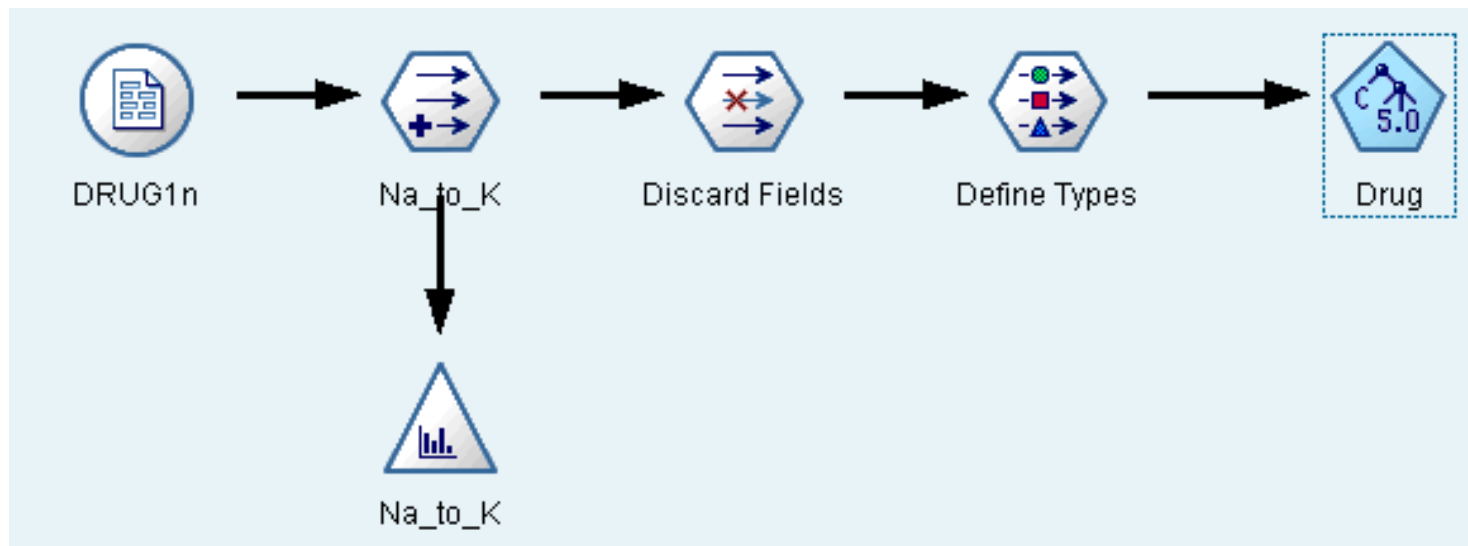 C 5.0
DRUG1n
Na_to_K
Discard Fields
Define Types
Drug
Na_to_K